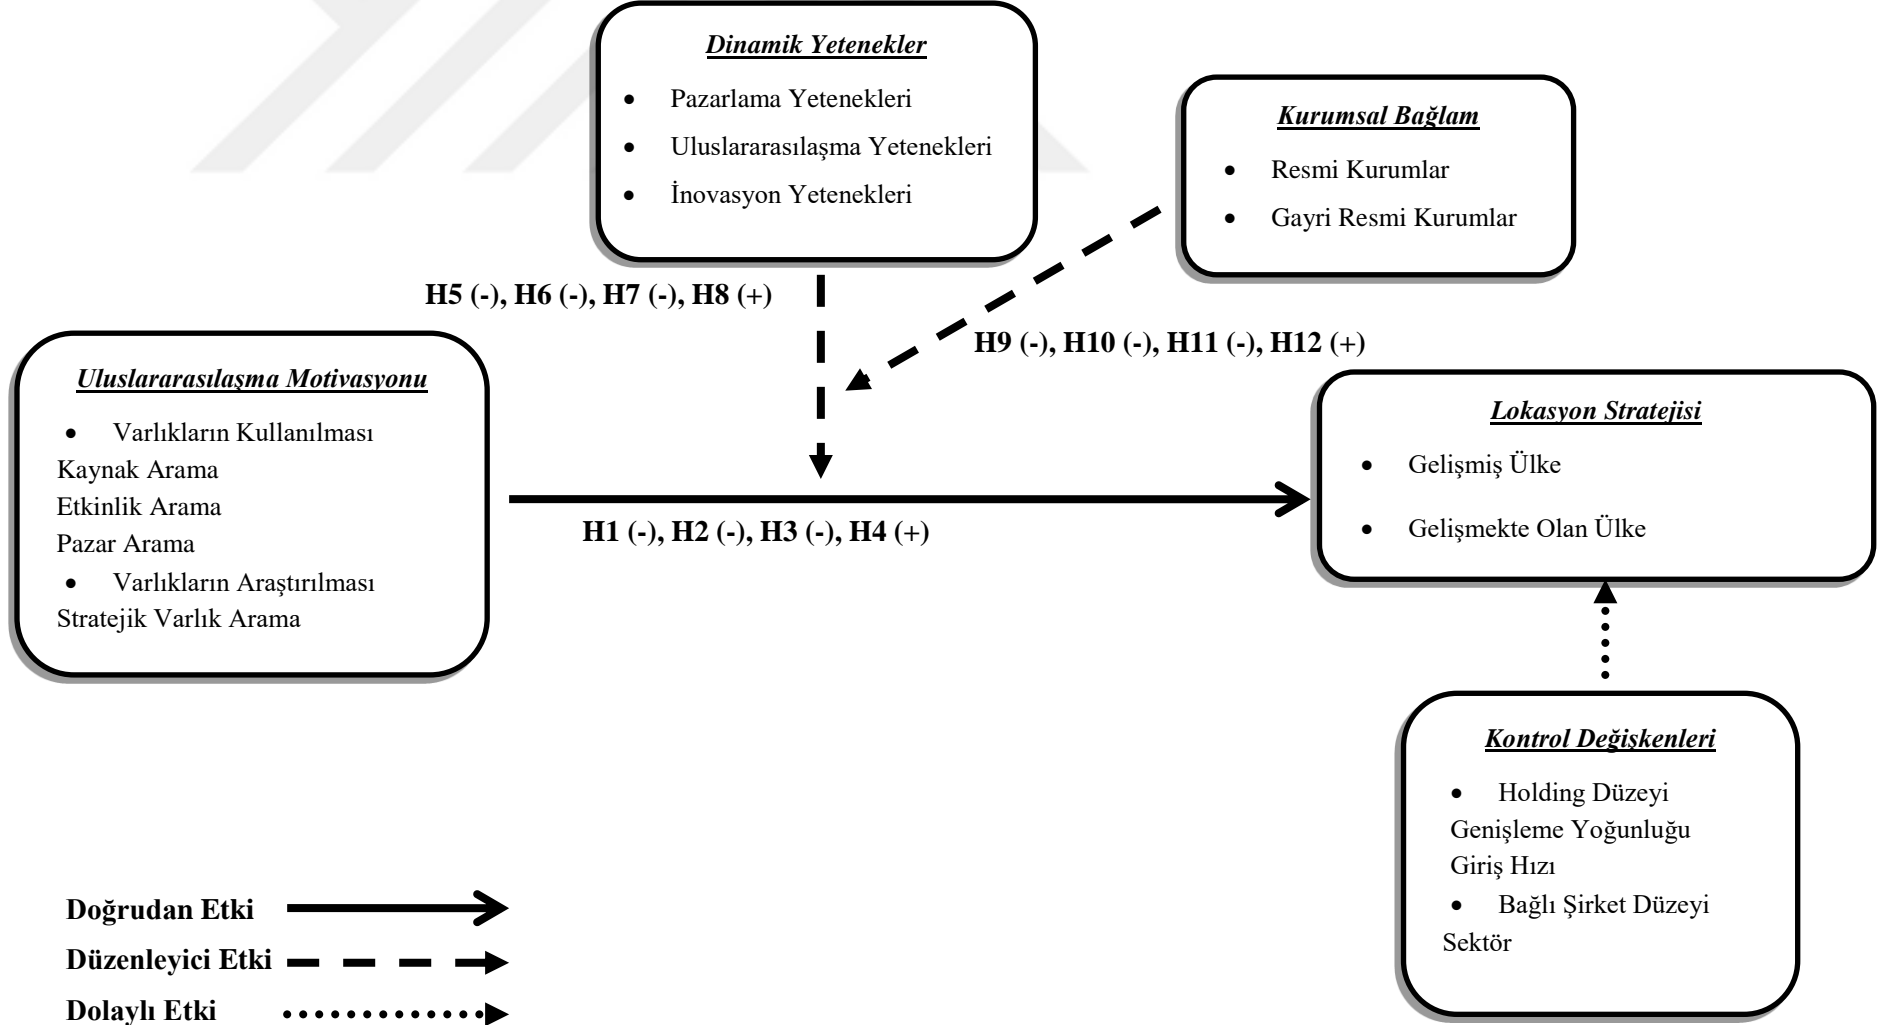 Dinamik Yetenekler
• Pazarlama Yetenekleri
• Uluslararasılaşma Yetenekleri
• İnovasyon Yetenekleri
Kurumsal Bağlam
• Resmi Kurumlar
• Gayri Resmi Kurumlar
H5 (-), H6 (-), H7 (-), H8 (+)
H9 (-), H10 (-), H11 (-), H12 (+)
Uluslararasılaşma Motivasyonu
• Varlıkların Kullanılması
Kaynak Arama
Etkinlik Arama
Pazar Arama
• Varlıkların Araştırılması
Stratejik Varlık Arama
H1 (-), H2 (-), H3 (-), H4 (+)
Lokasyon Stratejisi
• Gelişmiş Ülke
• Gelişmekte Olan Ülke
Kontrol Değişkenleri
• Holding Düzeyi
Genişleme Yoğunluğu
Giriş Hızı
• Bağlı Şirket Düzeyi
Sektör
Doğrudan Etki
Düzenleyici Etki
Dolaylı Etki